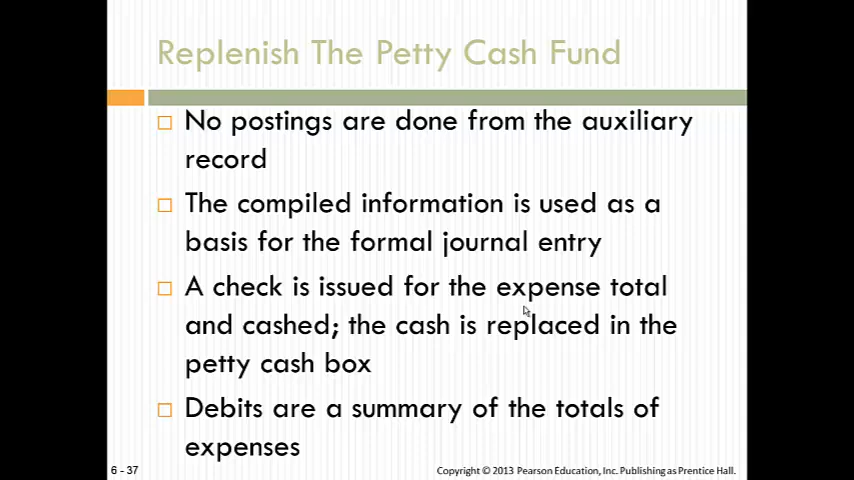 Replenish The Petty Cash Fund
No postings are done from the auxiliary
record
The compiled information is used as a
basis for the formal journal entry
A check is issued for the expense total
and cashed; the cash is replaced in the
petty cash box
Debits are a summary of the totals of
expenses
6 - 37
Copyright © 2013 Pearson Education, Inc. Publishing as Prentice Hall.